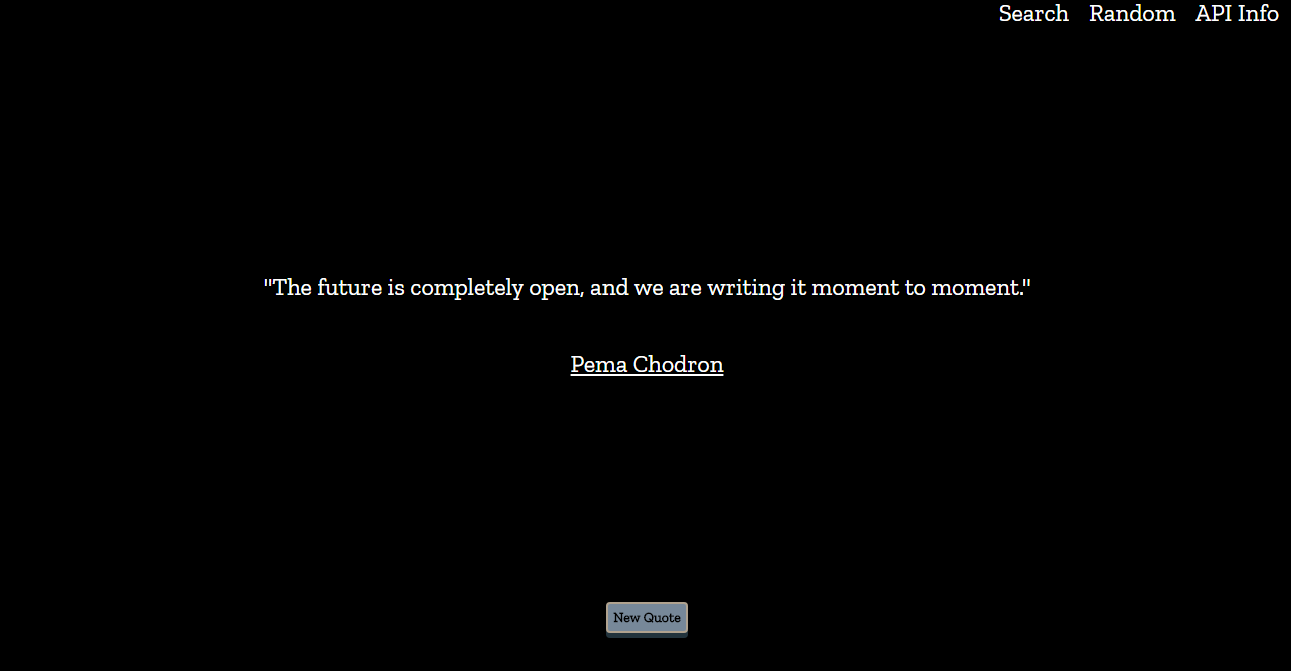 Search Random API Info
"The future is completely open, and we are writing it moment to moment."
Pema Chodron
New Quote